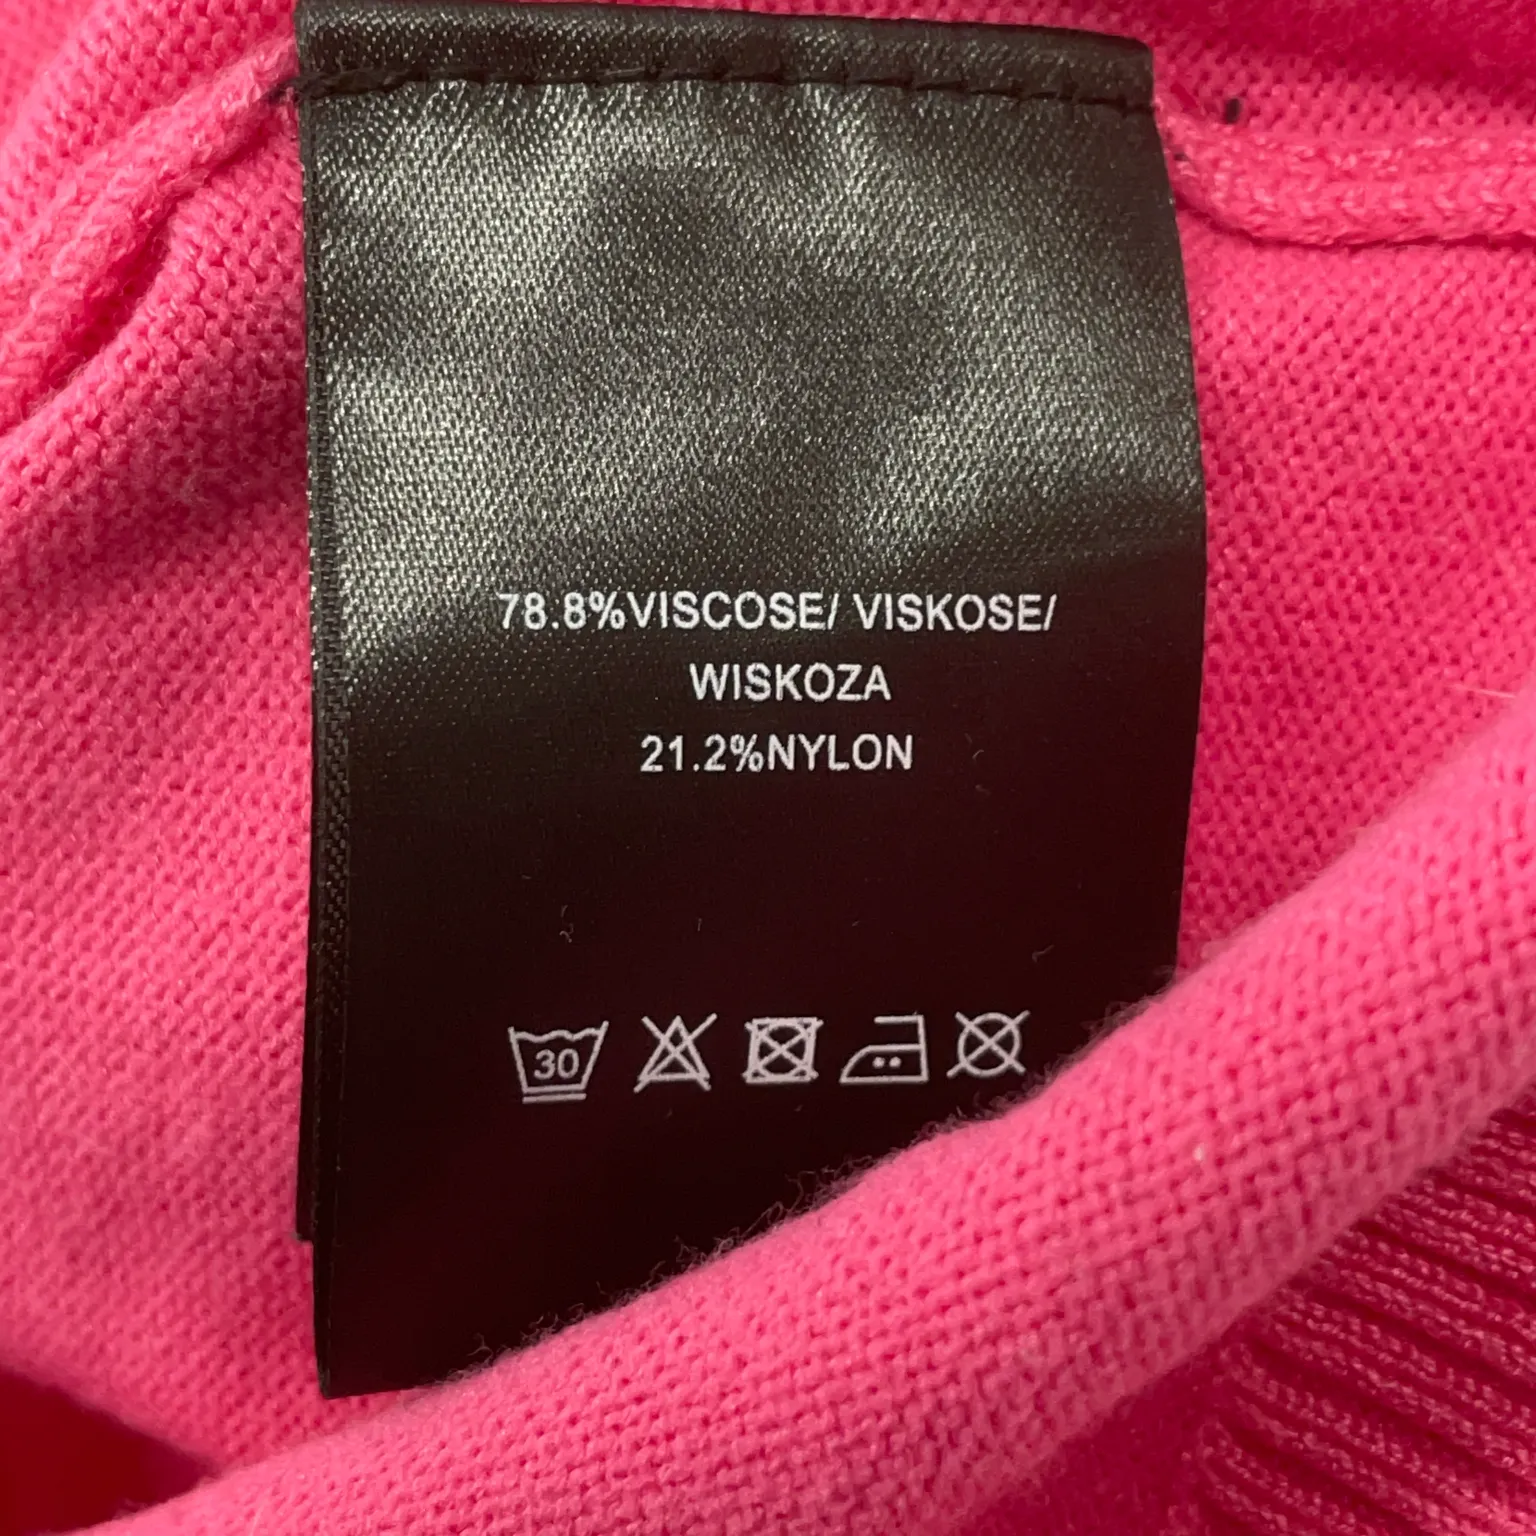 78.8%VISCOSE/ VISKOSE/
WISKOZA
21.2%NYLON
30